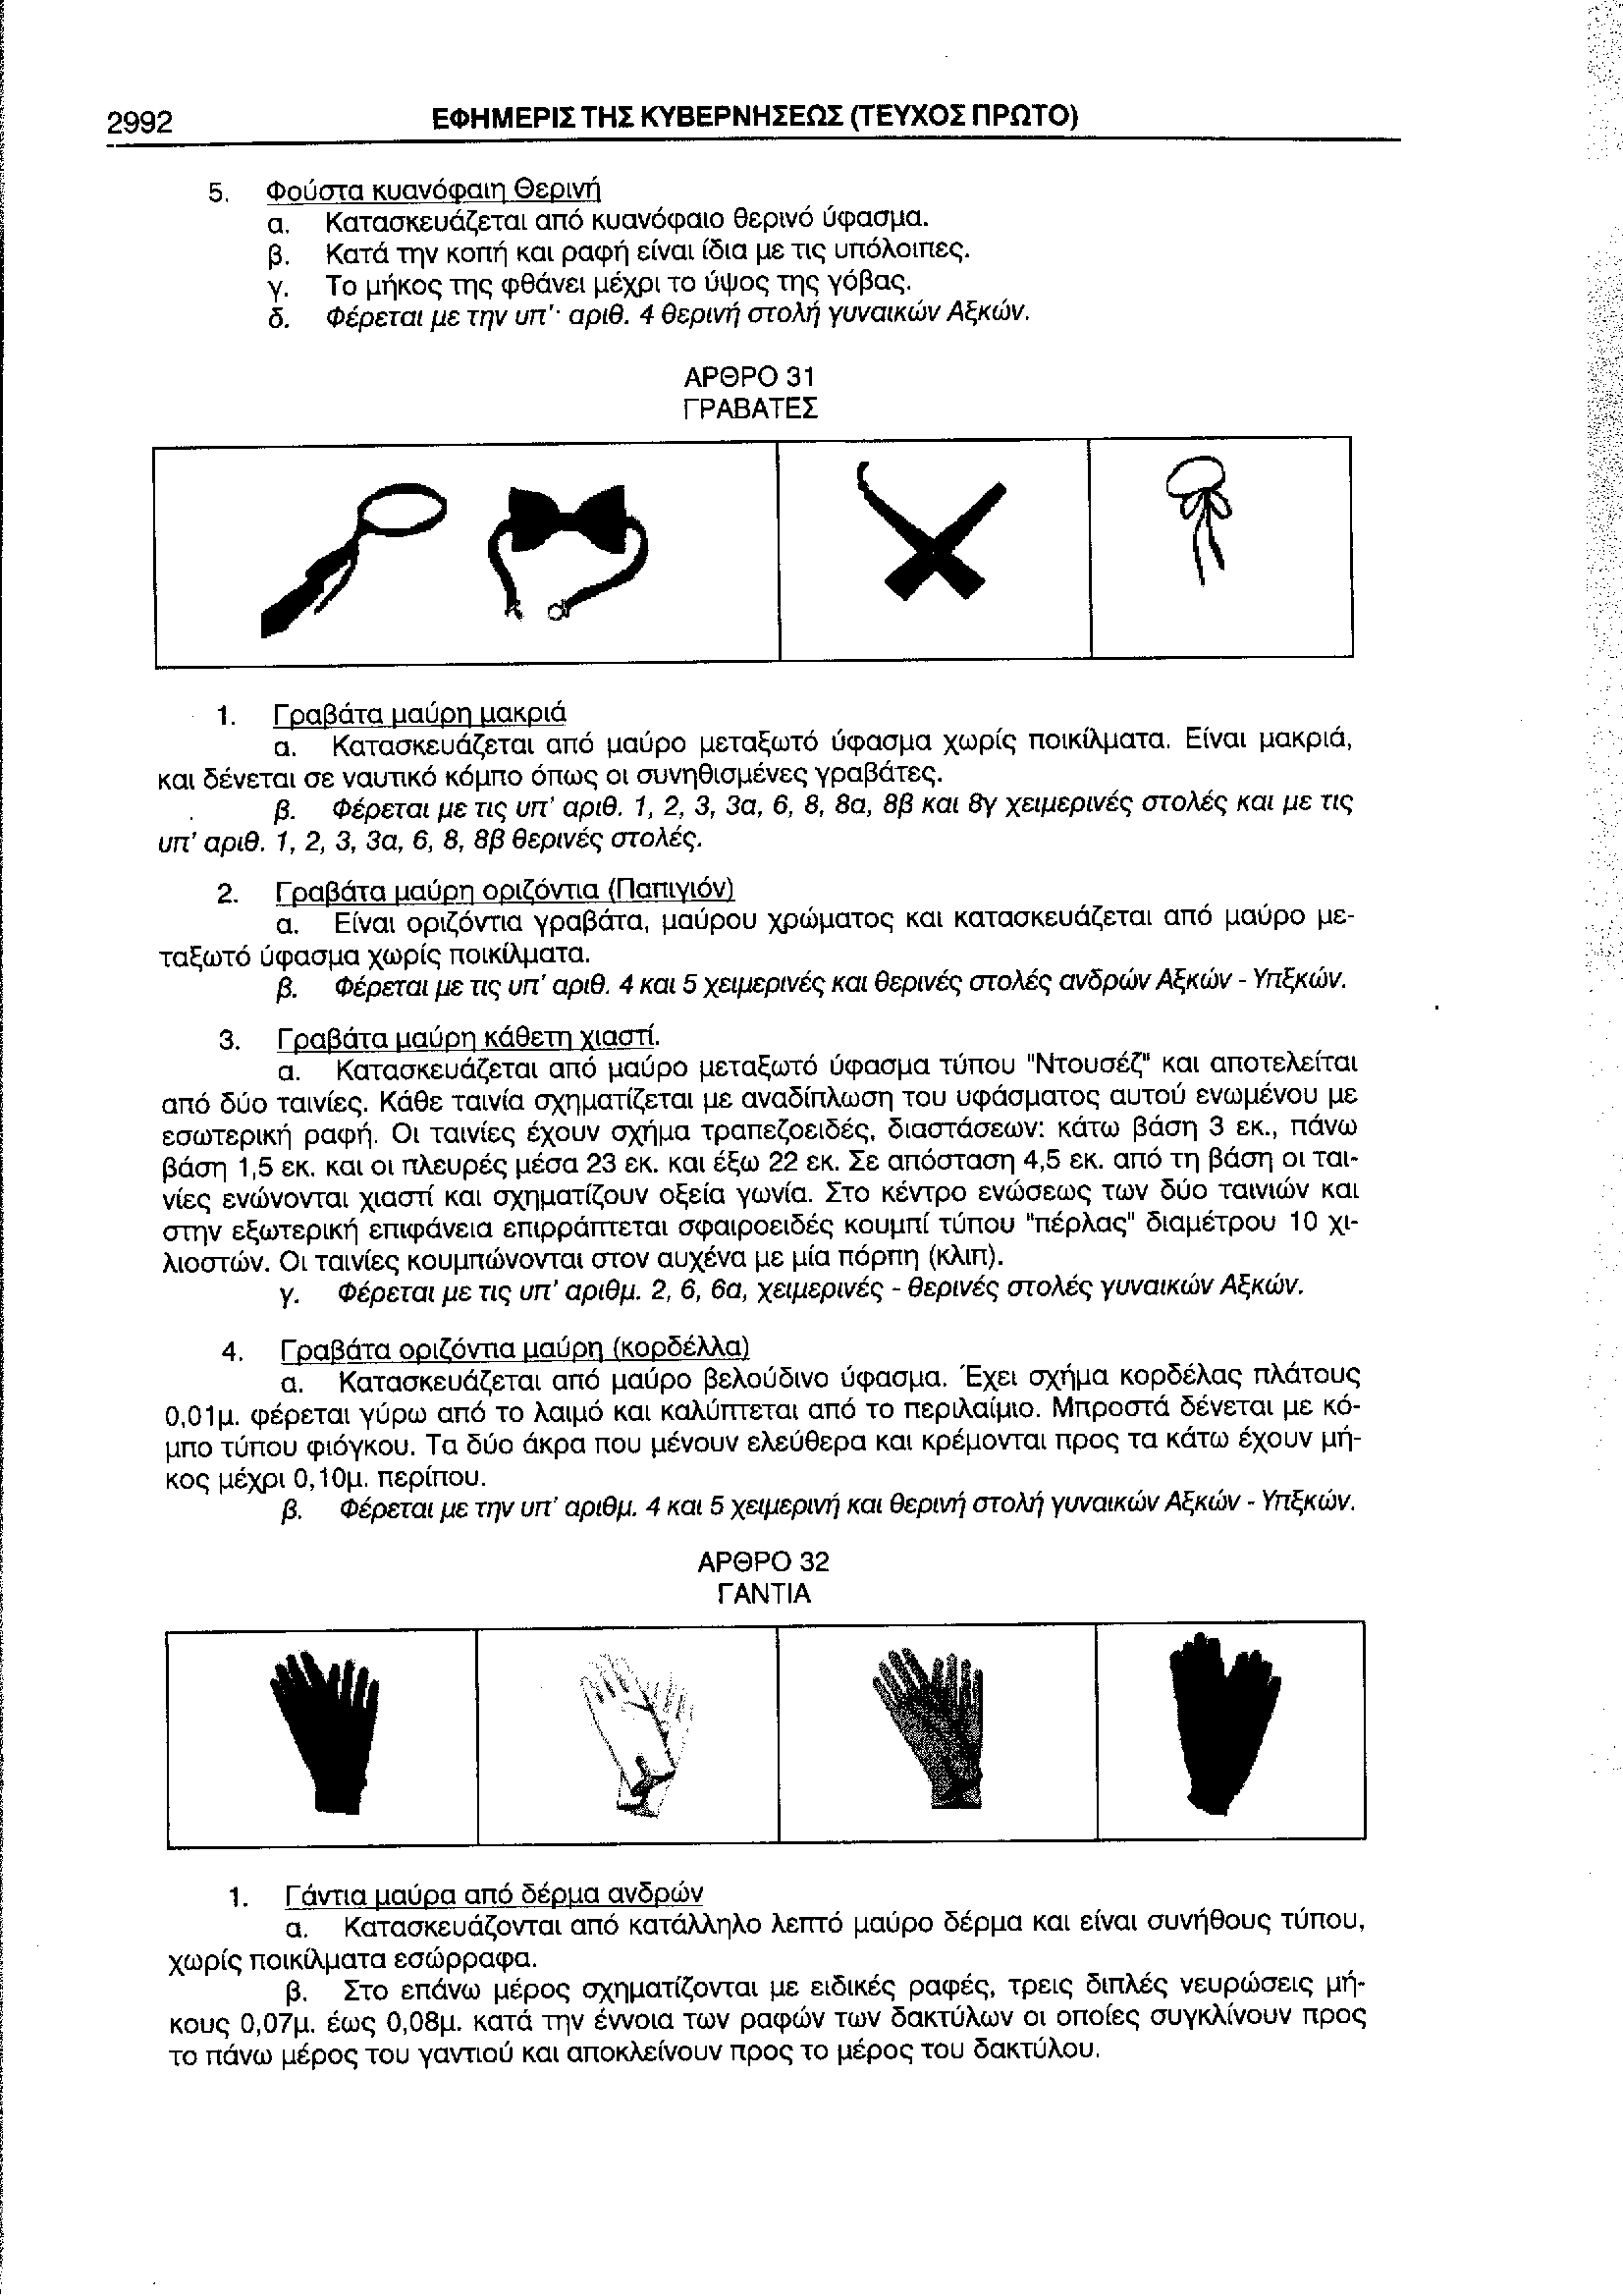 2992
ΕΦΗΜΕΡΙΣ ΤΗΣ ΚΥΒΕΡΝΗΣΕΩΣ (ΤΕΥΧΟΣ ΠΡΩΤΟ)
5. Φούστα κυανόφαιη Θερινή
α. Κατασκευάζεται από κυανόφαιο θερινό ύφασμα.
β. Κατά την κοπή και ραφή είναι ίδια με τις υπόλοιπες.
γ. Το μήκος της φθάνει μέχρι το ύψος της γόβας.
δ. Φέρεται με την υπ'· αριθ. 4 θερινή στολή γυναικών Αξκών.
ΑΡΘΡΟ 31
ΓΡΑΒΑΤΕΣ
1. Γραβάτα μαύρη μακριά
α. Κατασκευάζεται από μαύρο μεταξωτό ύφασμα χωρίς ποικίλματα. Είναι μακριά,
και δένεται σε ναυτικό κόμπο όπως οι συνηθισμένες γραβάτες.
β. Φέρεται με τις υπ' αριθ. 1, 2, 3, 3α, 6, 8, 8α, 8β και 8γ χειμερινές στολές και με τις
υπ' αριθ. 1, 2, 3, 3α, 6, 8, 8β θερινές στολές.
2. Γραβάτα μαύρη οριζόντια (Παπιγιόν)
α. Είναι οριζόντια γραβάτα, μαύρου χρώματος και κατασκευάζεται από μαύρο με-
ταξωτό ύφασμα χωρίς ποικίλματα.
β. Φέρεται με τις υπ' αριθ. 4 και 5 χειμερινές και θερινές στολές ανδρών Αξκών - Υπξκών.
3. Γραβάτα μαύρη κάθετη χιαστί.
α. Κατασκευάζεται από μαύρο μεταξωτό ύφασμα τύπου "Ντουσέζ" και αποτελείται
από δύο ταινίες. Κάθε ταινία σχηματίζεται με αναδίπλωση του υφάσματος αυτού ενωμένου με
εσωτερική ραφή. Οι ταινίες έχουν σχήμα τραπεζοειδές, διαστάσεων: κάτω βάση 3 εκ., πάνω
βάση 1,5 εκ. και οι πλευρές μέσα 23 εκ. και έξω 22 εκ. Σε απόσταση 4,5 εκ. από τη βάση οι ται-
νίες ενώνονται χιαστί και σχηματίζουν οξεία γωνία. Στο κέντρο ενώσεως των δύο ταινιών και
στην εξωτερική επιφάνεια επιρράπτεται σφαιροειδές κουμπί τύπου "πέρλας" διαμέτρου 10 χι-
λιοστών. Οι ταινίες κουμπώνονται στον αυχένα με μία πόρπη (κλιπ).
γ. Φέρεται με τις υπ' αριθμ. 2, 6, 6α, χειμερινές - θερινές στολές γυναικών Αξκών.
4. Γραβάτα οριζόντια μαύρη (κορδέλλα)
α. Κατασκευάζεται από μαύρο βελούδινο ύφασμα. Έχει σχήμα κορδέλας πλάτους
0,01μ. φέρεται γύρω από το λαιμό και καλύπτεται από το περιλαίμιο. Μπροστά δένεται με κό-
μπο τύπου φιόγκου. Τα δύο άκρα που μένουν ελεύθερα και κρέμονται προς τα κάτω έχουν μή-
κος μέχρι 0,10μ. περίπου.
β. Φέρεται με την υπ' αριθμ. 4 και 5 χειμερινή και θερινή στολή γυναικών Αξκών - Υπξκών.
ΑΡΘΡΟ 32
ΓΑΝΤΙΑ
1. Γάντια μαύρα από δέρμα ανδρών
α. Κατασκευάζονται από κατάλληλο λεπτό μαύρο δέρμα και είναι συνήθους τύπου,
χωρίς ποικίλματα εσώρραφα.
β. Στο επάνω μέρος σχηματίζονται με ειδικές ραφές, τρεις διπλές νευρώσεις μή-
κους 0,07μ. έως 0,08μ. κατά την έννοια των ραφών των δακτύλων οι οποίες συγκλίνουν προς
το πάνω μέρος του γαντιού και αποκλείνουν προς το μέρος του δακτύλου.